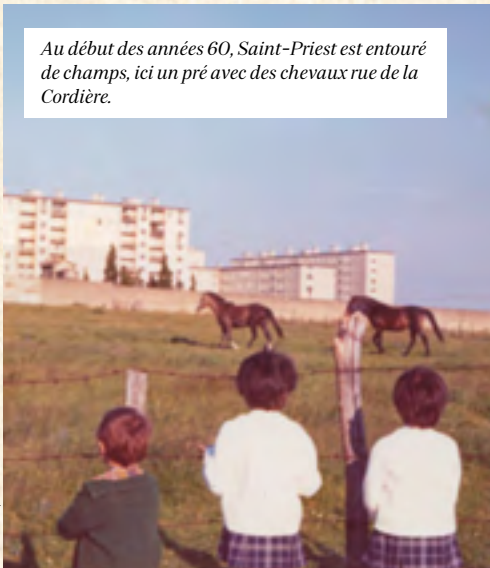 Au début des années 60, Saint-Priest est entouré
de champs, ici un pré avec des chevaux rue de la
Cordière.